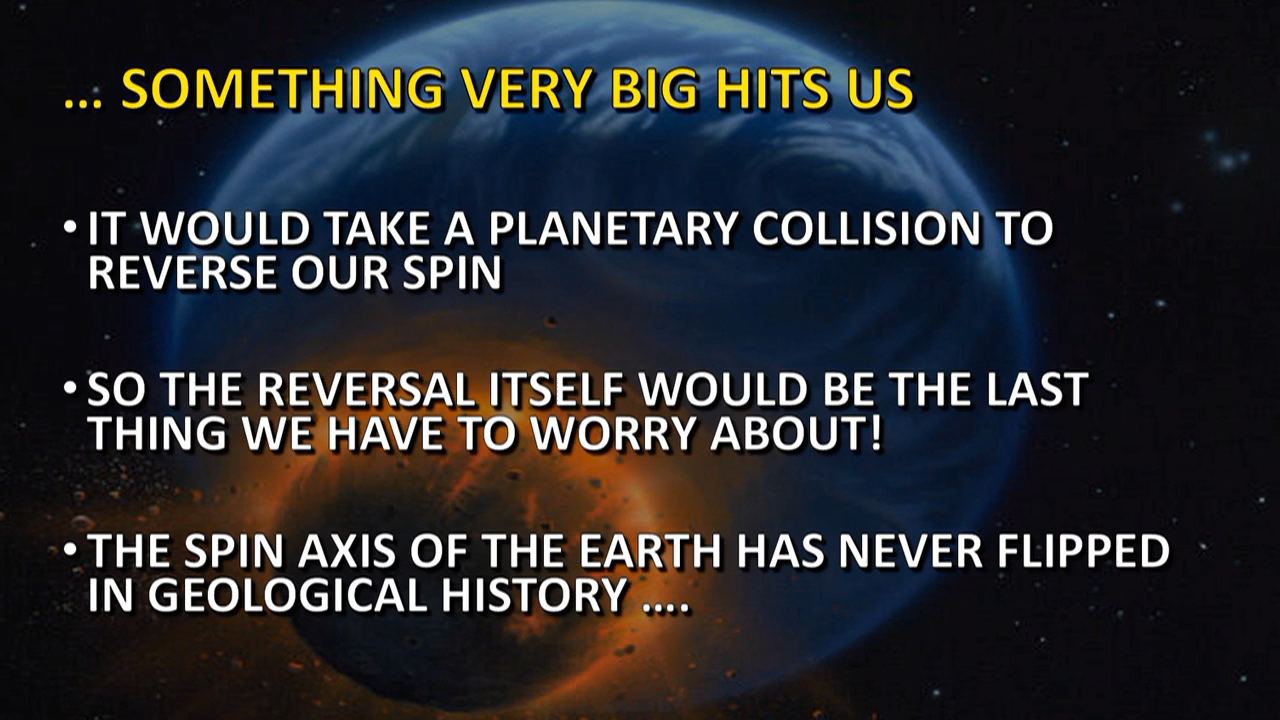 ... SOMETHING VERY BIG HITS US
• IT WOULD TAKE A PLANETARY COLLISION TO
REVERSE OUR SPIN
• SO THE REVERSAL ITSELF WOULD BE THE LAST
THING WE HAVE TO WORRY ABOUT!
• THE SPIN AXIS OF THE EARTH HAS NEVER FLIPPED
IN GEOLOGICAL HISTORY ....